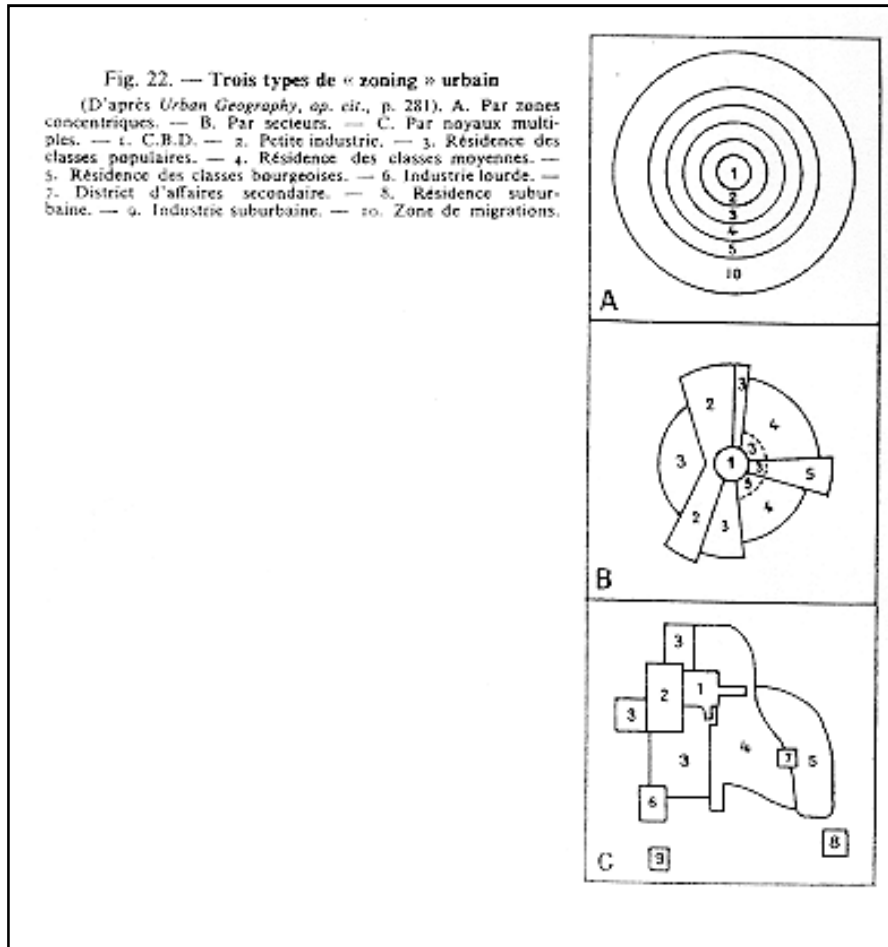 Fig. 22. — Trois types de « zoning » urbain
(D'après Urban Geography, op. cit., p. 281). A. Par zones
concentriques. — B. Par secteurs. — C. Par noyaux multi-
ples. — 1. C.B.D. — 2. Petite industrie. — 3. Résidence des
classes populaires. — 4. Résidence des classes moyennes. —
5. Résidence des classes bourgeoises. — 6. Industrie lourde. —
7. District d'affaires secondaire. — 8. Résidence subur-
baine. — 9. Industrie suburbaine. — 10. Zone de migrations.
1
2
3
4
5
10
A
3
2
4
3
3
1
3
5
3
2
3
4
B
3
1
2
3
3
4
7
5
6
8
C
9